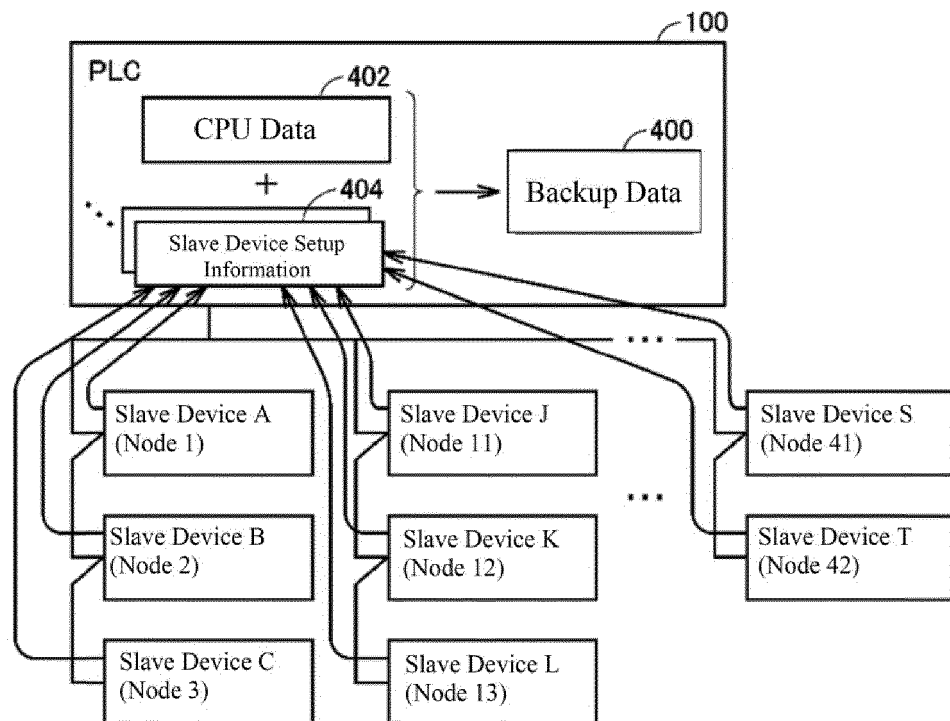 100
PLC
402
CPU Data
+
404
Slave Device Setup
Information
400
Backup Data
Slave Device A
(Node 1)
Slave Device J
(Node 11)
Slave Device S
(Node 41)
Slave Device B
(Node 2)
Slave Device K
(Node 12)
Slave Device T
(Node 42)
Slave Device C
(Node 3)
Slave Device L
(Node 13)